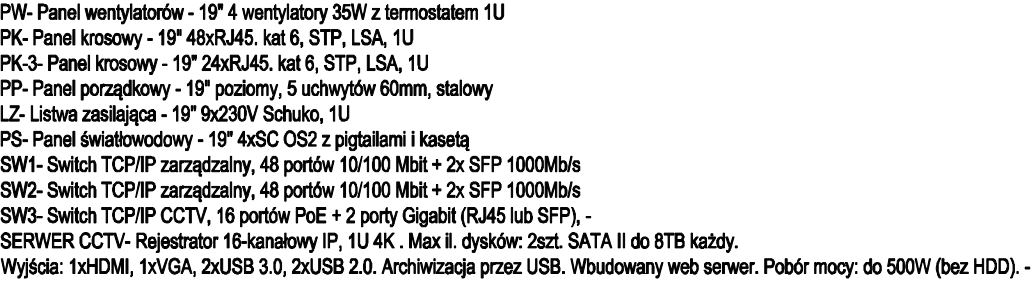 PW- Panel wentylatorów - 19" 4 wentylatory 35W z termostatem 1U
PK- Panel krosowy - 19" 48xRJ45. kat 6, STP, LSA, 1U
PK-3- Panel krosowy - 19" 24xRJ45. kat 6, STP, LSA, 1U
PP- Panel porządkowy - 19" poziomy, 5 uchwytów 60mm, stalowy
LZ- Listwa zasilająca - 19" 9x230V Schuko, 1U
PS- Panel światłowodowy - 19" 4xSC OS2 z pigtailami i kasetą
SW1- Switch TCP/IP zarządzalny, 48 portów 10/100 Mbit + 2x SFP 1000Mb/s
SW2- Switch TCP/IP zarządzalny, 48 portów 10/100 Mbit + 2x SFP 1000Mb/s
SW3- Switch TCP/IP CCTV, 16 portów PoE + 2 porty Gigabit (RJ45 lub SFP), -
SERWER CCTV- Rejestrator 16-kanałowy IP, 1U 4K . Max il. dysków: 2szt. SATA II do 8TB każdy.
Wyjścia: 1xHDMI, 1xVGA, 2xUSB 3.0, 2xUSB 2.0. Archiwizacja przez USB. Wbudowany web serwer. Pobór mocy: do 500W (bez HDD). -